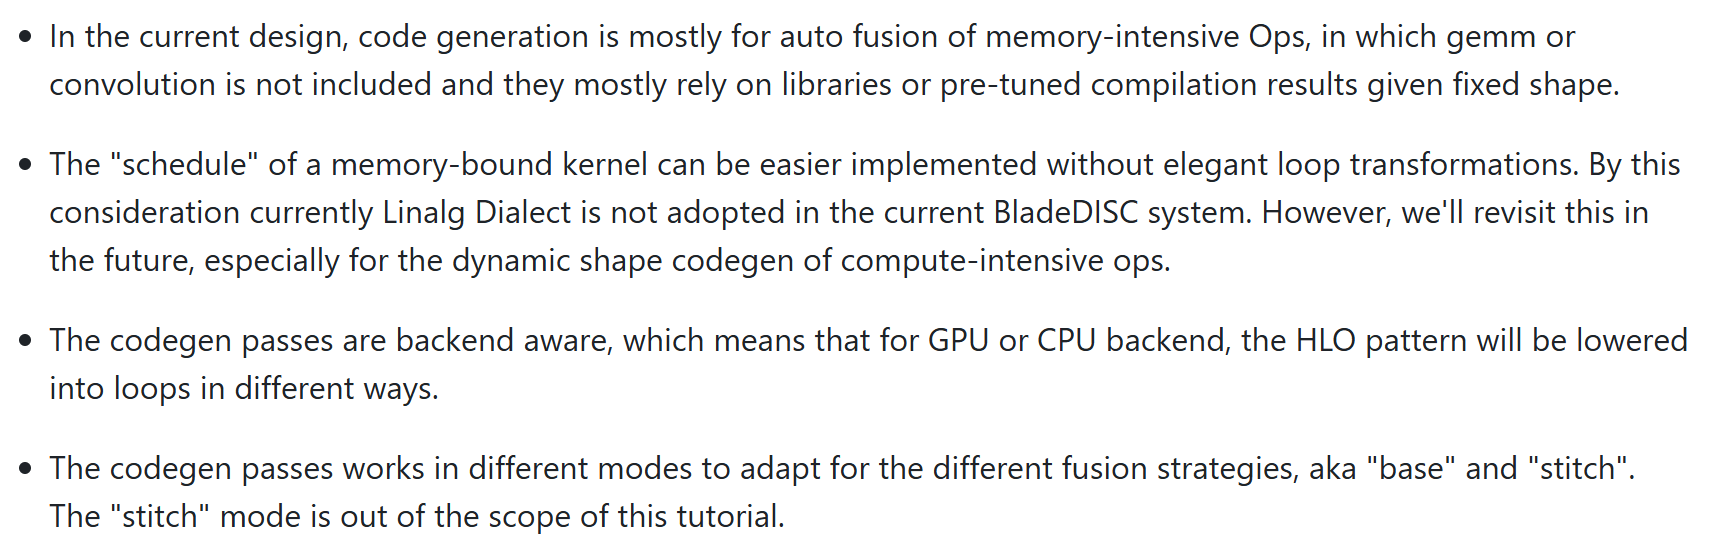 • In the current design, code generation is mostly for auto fusion of memory-intensive Ops, in which gemm or
convolution is not included and they mostly rely on libraries or pre-tuned compilation results given fixed shape.
• The "schedule" of a memory-bound kernel can be easier implemented without elegant loop transformations. By this
consideration currently Linalg Dialect is not adopted in the current BladeDISC system. However, we'll revisit this in
the future, especially for the dynamic shape codegen of compute-intensive ops.
• The codegen passes are backend aware, which means that for GPU or CPU backend, the HLO pattern will be lowered
into loops in different ways.
• The codegen passes works in different modes to adapt for the different fusion strategies, aka "base" and "stitch".
The "stitch" mode is out of the scope of this tutorial.